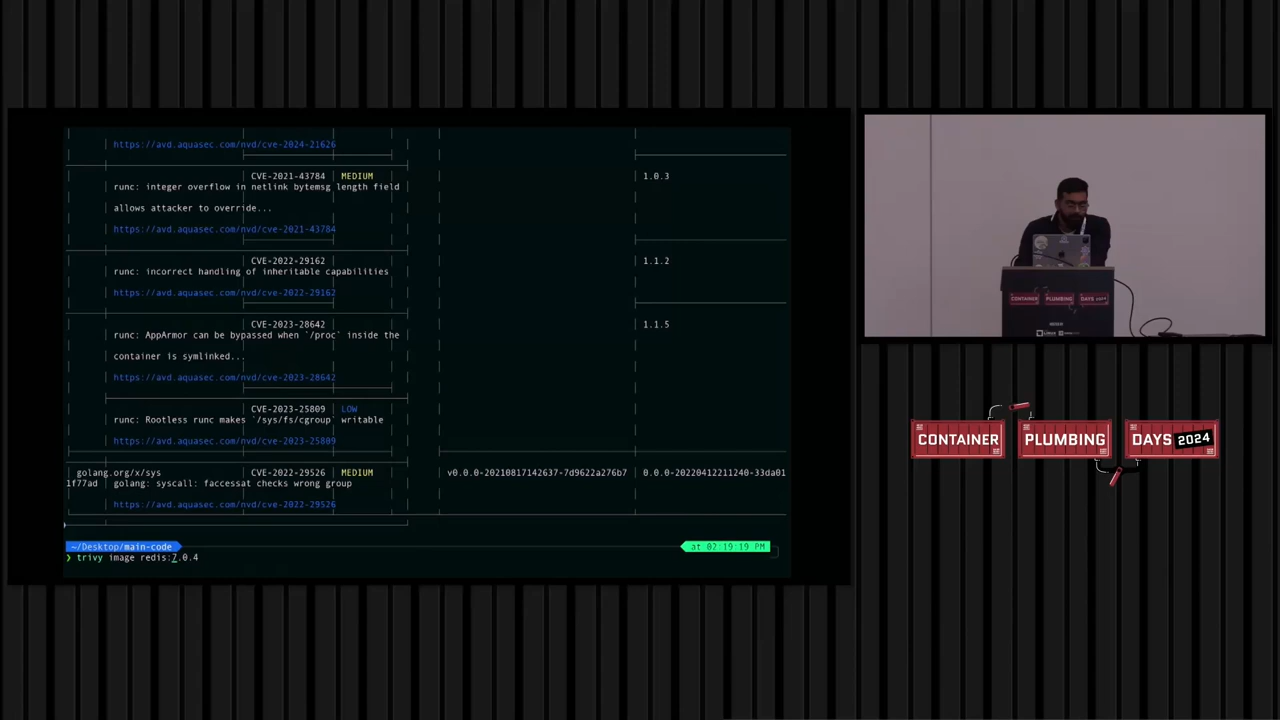 https://avd.aquasec.com/nvd/cve-2024-21626
CVE-2021-43784 MEDIUM 1.0.3
runc: integer overflow in netlink bytemsg length field
allows attacker to override...
https://avd.aquasec.com/nvd/cve-2021-43784
CVE-2022-29162 1.1.2
runc: incorrect handling of inheritable capabilities
https://avd.aquasec.com/nvd/cve-2022-29162
CVE-2023-28642 1.1.5
runc: AppArmor can be bypassed when `/proc` inside the
container is symlinked...
https://avd.aquasec.com/nvd/cve-2023-28642
CVE-2023-25809 LOW
runc: Rootless runc makes `/sys/fs/cgroup` writable
https://avd.aquasec.com/nvd/cve-2023-25809
golang.org/x/sys CVE-2022-29526 MEDIUM v0.0.0-20210817142637-7d9622a276b7 0.0.0-20220412211240-33da01
1f77ad golang: syscall: faccessat checks wrong group
https://avd.aquasec.com/nvd/cve-2022-29526
~/Desktop/main-code at 02:19:19 PM
❯ trivy image redis:7.0.4
CONTAINER PLUMBING DAYS 2024
CONTAINER PLUMBING DAYS 2024